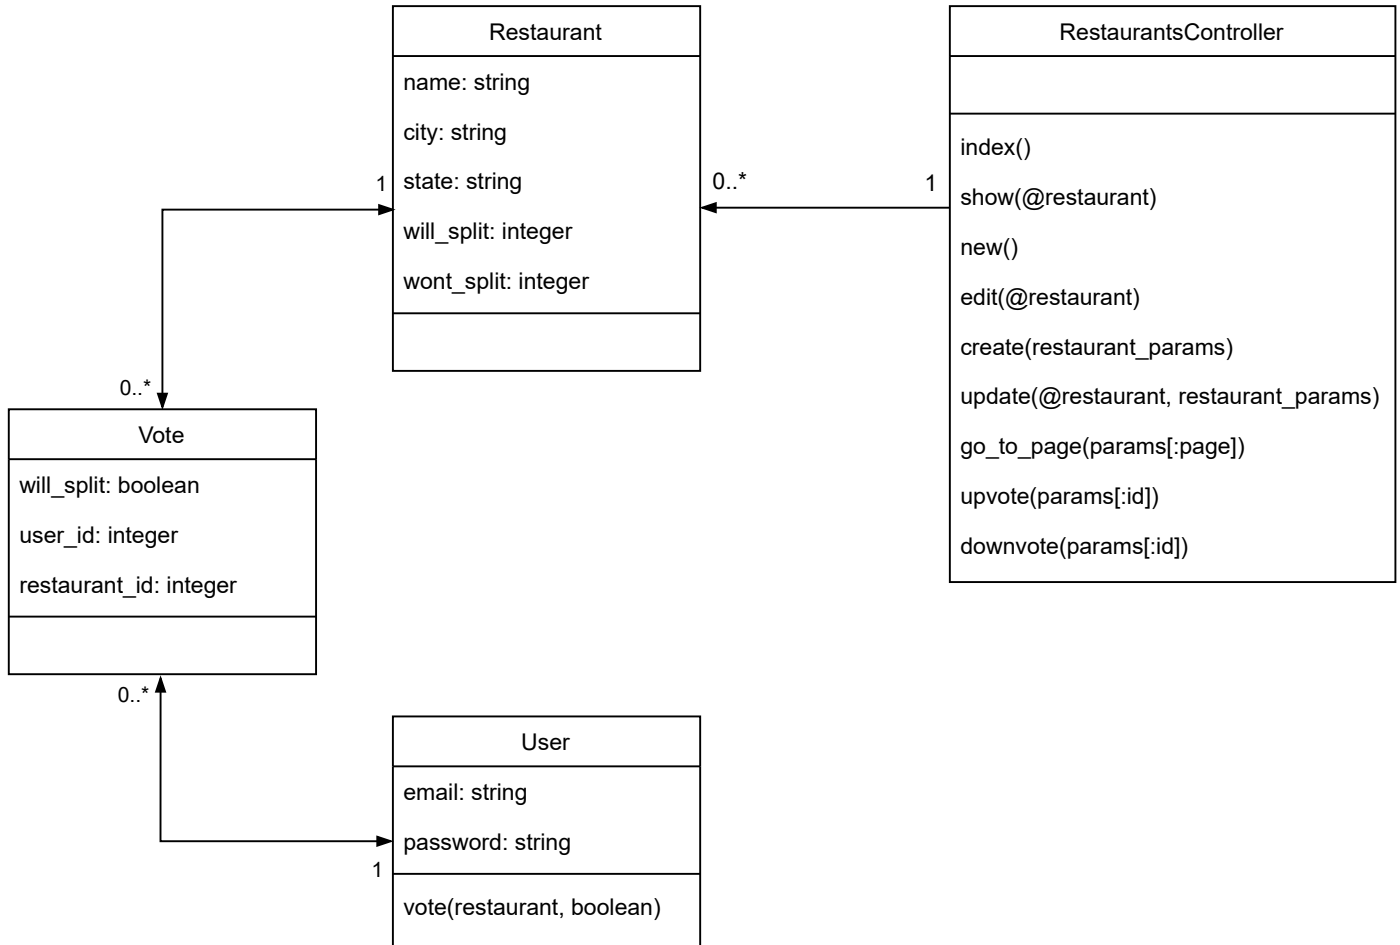 Restaurant
name: string
city: string
state: string
will_split: integer
wont_split: integer
RestaurantsController
index()
show(@restaurant)
new()
edit(@restaurant)
create(restaurant_params)
update(@restaurant, restaurant_params)
go_to_page(params[:page])
upvote(params[:id])
downvote(params[:id])
1
0..*
0..*
1
Vote
will_split: boolean
user_id: integer
restaurant_id: integer
0..*
1
User
email: string
password: string
vote(restaurant, boolean)